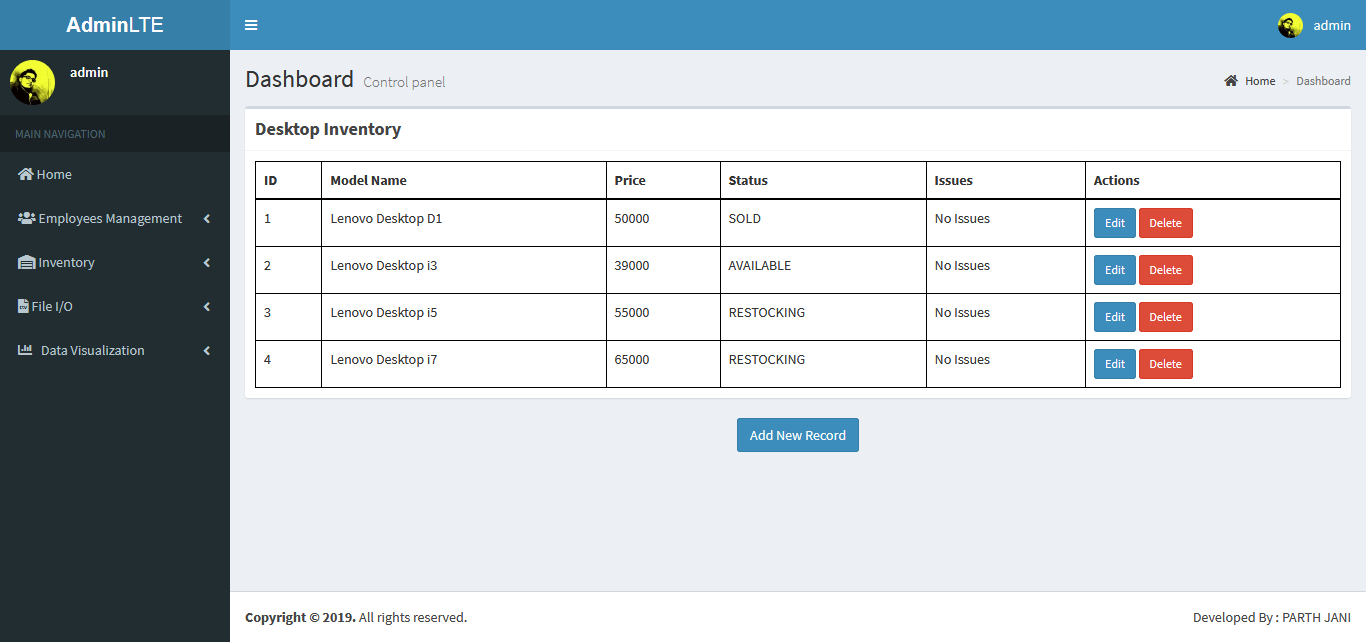 AdminLTE
admin
admin
Dashboard Control panel
Home > Dashboard
MAIN NAVIGATION
Home
Employees Management
Inventory
File I/O
Data Visualization
Desktop Inventory
ID Model Name Price Status Issues Actions
1 Lenovo Desktop D1 50000 SOLD No Issues Edit Delete
2 Lenovo Desktop i3 39000 AVAILABLE No Issues Edit Delete
3 Lenovo Desktop i5 55000 RESTOCKING No Issues Edit Delete
4 Lenovo Desktop i7 65000 RESTOCKING No Issues Edit Delete
Add New Record
Copyright © 2019. All rights reserved.
Developed By : PARTH JANI